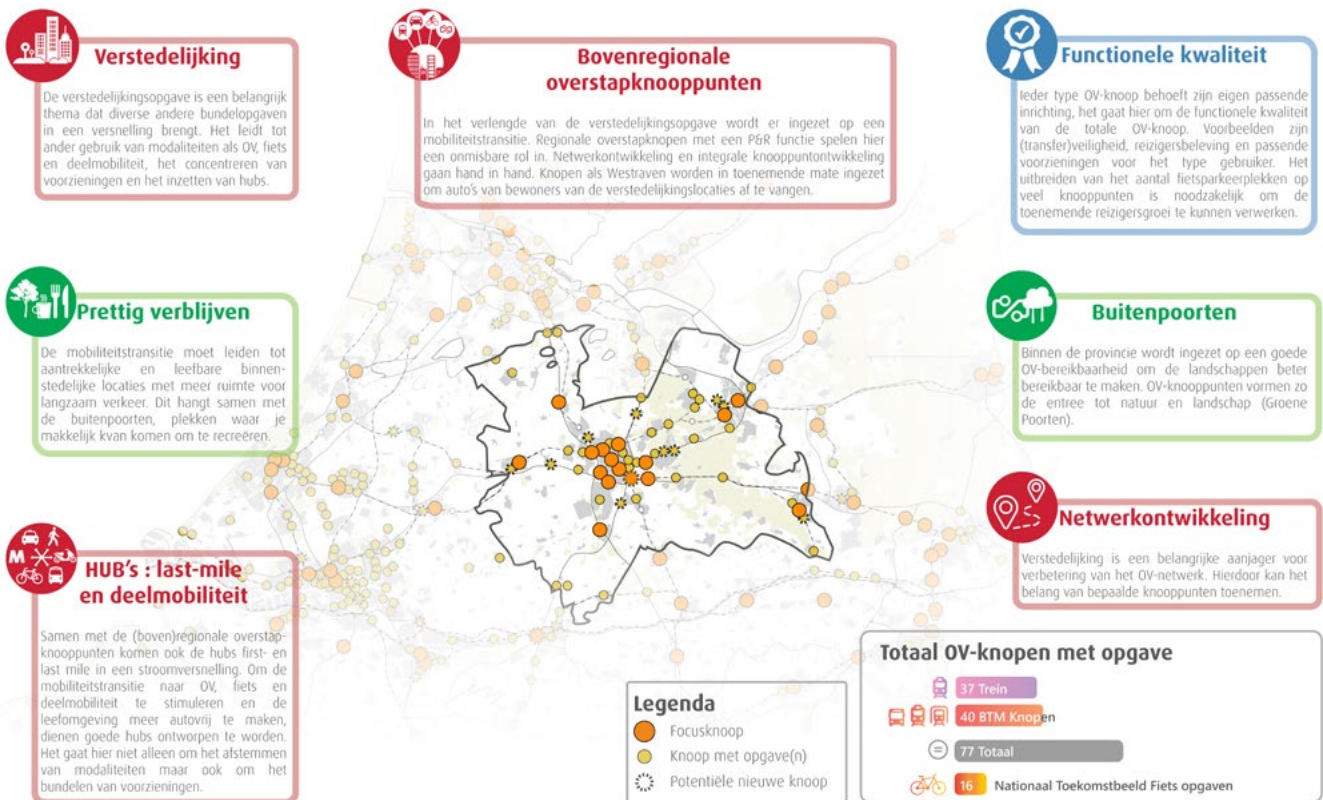 Verstedelijking
De verstedelijkingsopgave is een belangrijk
thema dat diverse andere bundelopgaven
in een versnelling brengt. Het leidt tot
ander gebruik van modaliteiten als OV, fiets
en deelmobiliteit, het concentreren van
voorzieningen en het inzetten van hubs.
Bovenregionale
overstapknooppunten
In het verlengde van de verstedelijkingsopgave wordt er ingezet op een
mobiliteitstransitie. Regionale overstapknopen met een P&R functie spelen hier
een onmisbare rol in. Netwerkontwikkeling en integrale knooppuntontwikkeling
gaan hand in hand. Knopen als Westraven worden in toenemende mate ingezet
om auto's van bewoners van de verstedelijkingslocaties af te vangen.
Functionele kwaliteit
Ieder type OV-knoop behoeft zijn eigen passende
inrichting, het gaat hier om de functionele kwaliteit
van de totale OV-knoop. Voorbeelden zijn
(transfer)veiligheid, reizigersbeleving en passende
voorzieningen voor het type gebruiker. Het
uitbreiden van het aantal fietsparkeerplekken op
veel knooppunten is noodzakelijk om de
toenemende reizigersgroei te kunnen verwerken.
Prettig verblijven
De mobiliteitstransitie moet leiden tot
aantrekkelijke en leefbare binnen-
stedelijke locaties met meer ruimte voor
langzaam verkeer. Dit hangt samen met
de buitenpoorten, plekken waar je
makkelijk kvan komen om te recreëren.
Buitenpoorten
Binnen de provincie wordt ingezet op een goede
OV-bereikbaarheid om de landschappen beter
bereikbaar te maken. OV-knooppunten vormen zo
de entree tot natuur en landschap (Groene
Poorten).
Netwerkontwikkeling
Verstedelijking is een belangrijke aanjager voor
verbetering van het OV-netwerk. Hierdoor kan het
belang van bepaalde knooppunten toenemen.
M
HUB's : last-mile
en deelmobiliteit
Samen met de (boven)regionale overstap-
knooppunten komen ook de hubs first- en
last mile in een stroomversnelling. Om de
mobiliteitstransitie naar OV, fiets en
deelmobiliteit te stimuleren en de
leefomgeving meer autovrij te maken,
dienen goede hubs ontworpen te worden.
Het gaat hier niet alleen om het afstemmen
van modaliteiten maar ook om het
bundelen van voorzieningen.
Legenda
Focusknoop
Knoop met opgave(n)
Potentiële nieuwe knoop
Totaal OV-knopen met opgave
37 Trein
40 BTM Knopen
= 77 Totaal
16 Nationaal Toekomstbeeld Fiets opgaven